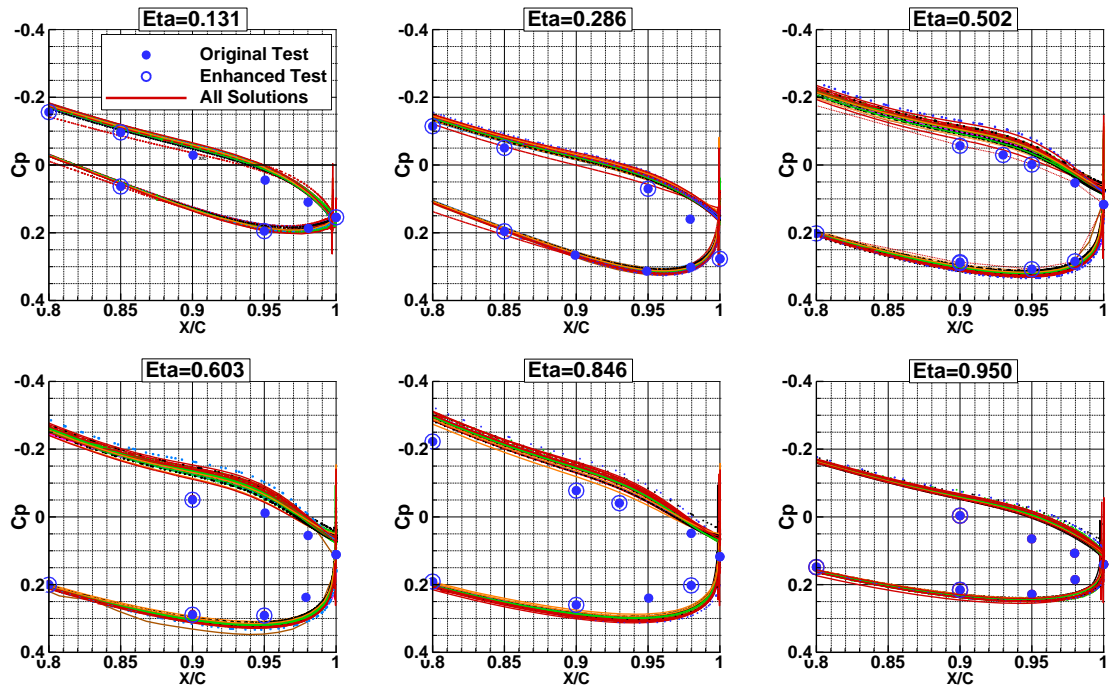 Eta=0.131
Eta=0.286
Eta=0.502
-0.4
-0.2
0
0.2
0.4
Cp
Original Test
Enhanced Test
All Solutions
0.8 0.85 0.9 0.95 1
X/C
-0.4
-0.2
0
0.2
0.4
Cp
0.8 0.85 0.9 0.95 1
X/C
-0.4
-0.2
0
0.2
0.4
Cp
0.8 0.85 0.9 0.95 1
X/C
Eta=0.603
Eta=0.846
Eta=0.950
-0.4
-0.2
0
0.2
0.4
Cp
0.8 0.85 0.9 0.95 1
X/C
-0.4
-0.2
0
0.2
0.4
Cp
0.8 0.85 0.9 0.95 1
X/C
-0.4
-0.2
0
0.2
0.4
Cp
0.8 0.85 0.9 0.95 1
X/C